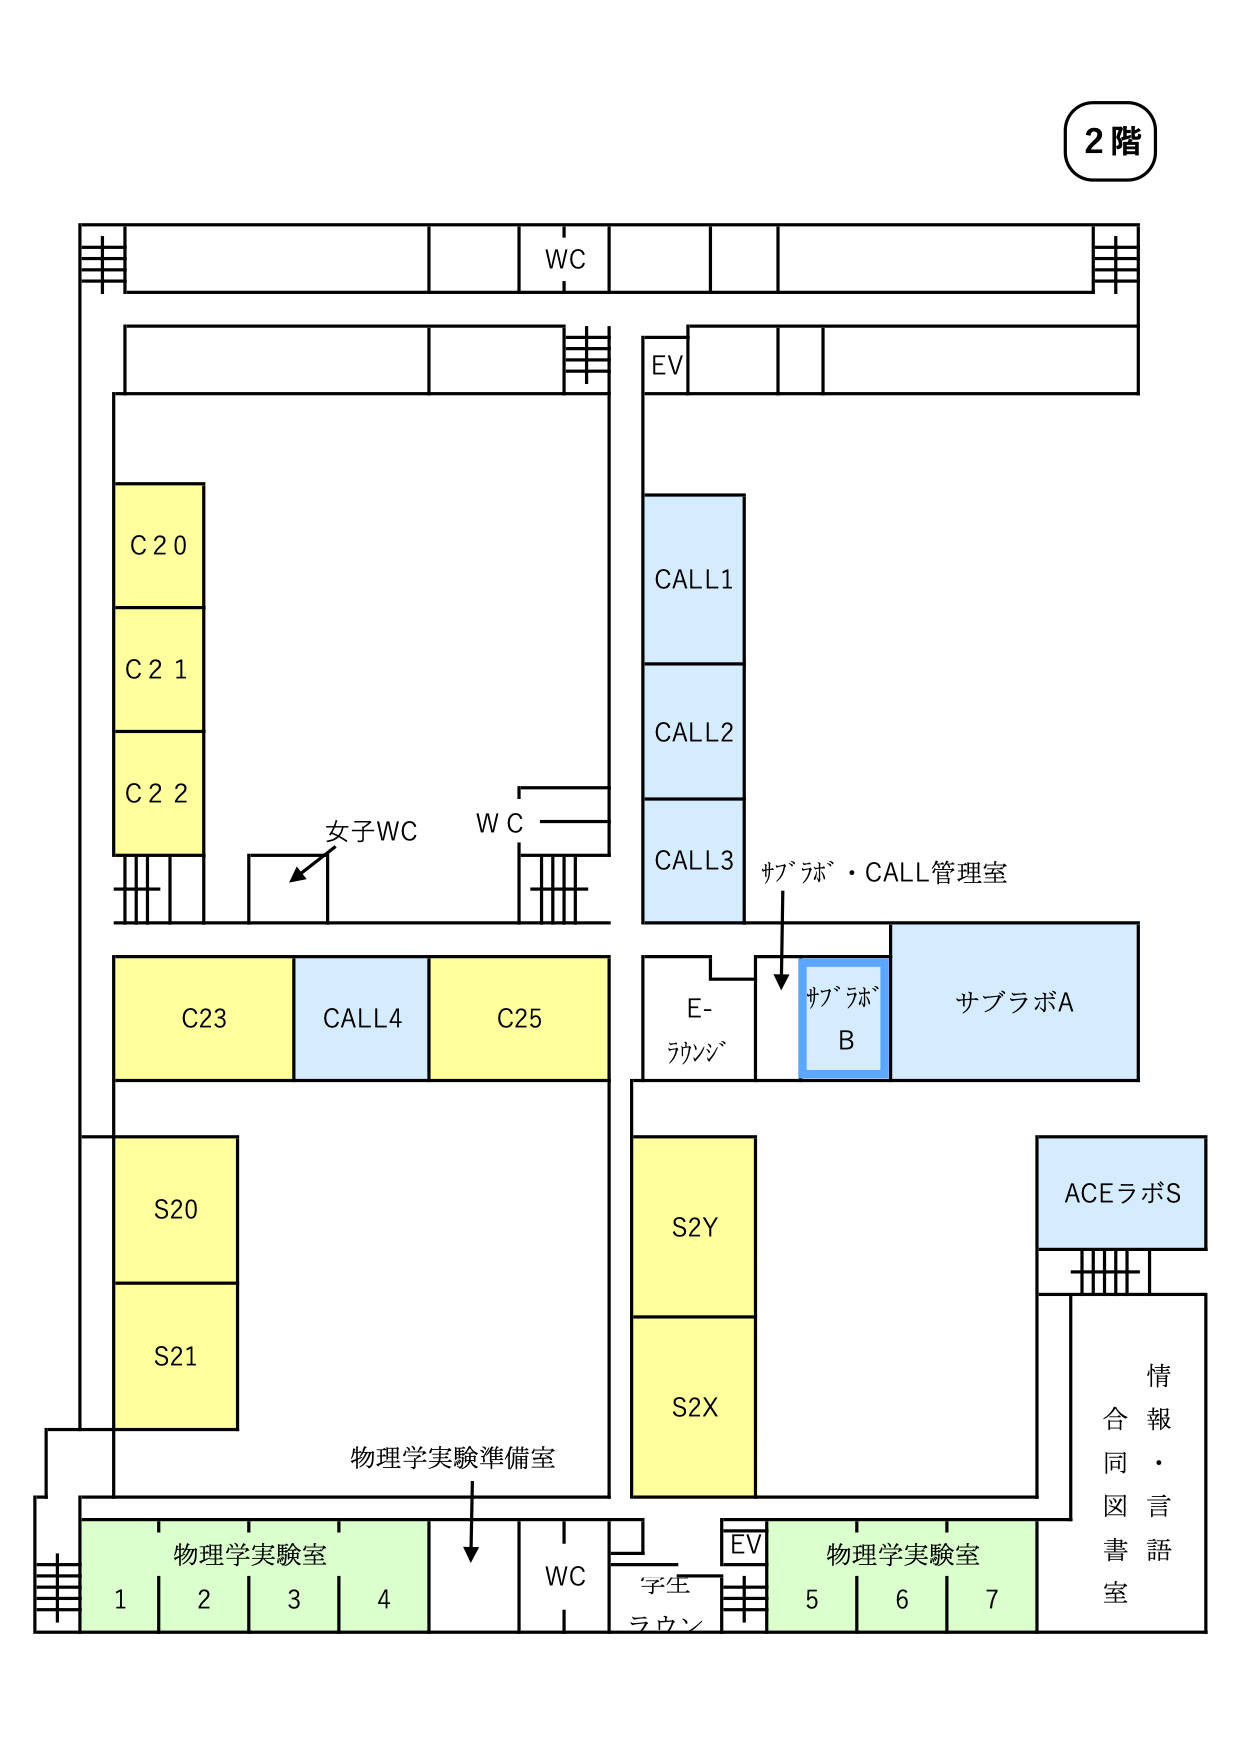 2階
WC
EV
C20
C21
C22
CALL1
CALL2
CALL3
女子WC
WC
ｻﾌﾞﾗﾎﾞ・CALL管理室
C23
CALL4
C25
E-
ﾗｳﾝｼﾞ
ｻﾌﾞﾗﾎﾞ
B
サブラボA
S20
S21
S2Y
S2X
ACEラボS
情報・言語
合同図書室
物理学実験準備室
物理学実験室
1 2 3 4
WC
学生
ラウン
EV
物理学実験室
5 6 7